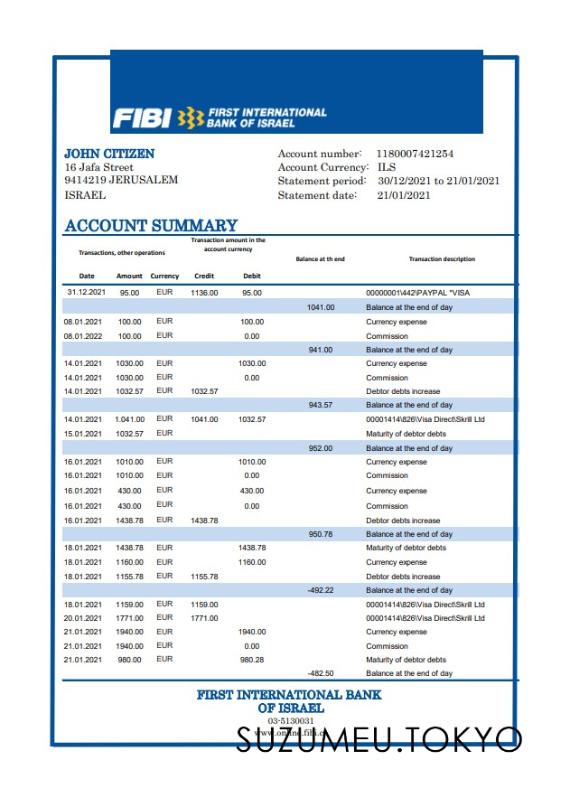 FIBI FIRST INTERNATIONAL
BANK OF ISRAEL
JOHN CITIZEN
16 Jafa Street
9414219 JERUSALEM
ISRAEL
Account number: 1180007421254
Account Currency: ILS
Statement period: 30/12/2021 to 21/01/2021
Statement date: 21/01/2021
ACCOUNT SUMMARY
Transactions, other operations
Transaction amount in the
account currency
Balance at th end
Transaction description
Date Amount Currency Credit Debit
31.12.2021 95.00 EUR 1136.00 95.00 00000001\442\PAYPAL *VISA
1041.00 Balance at the end of day
08.01.2021 100.00 EUR 100.00 Currency expense
08.01.2022 100.00 EUR 0.00 Commission
941.00 Balance at the end of day
14.01.2021 1030.00 EUR 1030.00 Currency expense
14.01.2021 1030.00 EUR 0.00 Commission
14.01.2021 1032.57 EUR 1032.57 Debtor debts increase
943.57 Balance at the end of day
14.01.2021 1.041.00 EUR 1041.00 1032.57 00001414\826\Visa Direct\Skrill Ltd
15.01.2021 1032.57 EUR Maturity of debtor debts
952.00 Balance at the end of day
16.01.2021 1010.00 EUR 1010.00 Currency expense
16.01.2021 1010.00 EUR 0.00 Commission
16.01.2021 430.00 EUR 430.00 Currency expense
16.01.2021 430.00 EUR 0.00 Commission
16.01.2021 1438.78 EUR 1438.78 Debtor debts increase
950.78 Balance at the end of day
18.01.2021 1438.78 EUR 1438.78 Maturity of debtor debts
18.01.2021 1160.00 EUR 1160.00 Currency expense
18.01.2021 1155.78 EUR 1155.78 Debtor debts increase
-492.22 Balance at the end of day
18.01.2021 1159.00 EUR 1159.00 00001414\826\Visa Direct\Skrill Ltd
20.01.2021 1771.00 EUR 1771.00 00001414\826\Visa Direct\Skrill Ltd
21.01.2021 1940.00 EUR 1940.00 Currency expense
21.01.2021 1940.00 EUR 0.00 Commission
21.01.2021 980.00 EUR 980.28 Maturity of debtor debts
-482.50 Balance at the end of day
FIRST INTERNATIONAL BANK
OF ISRAEL
03-5130031
SUZUMEU.TOKYO